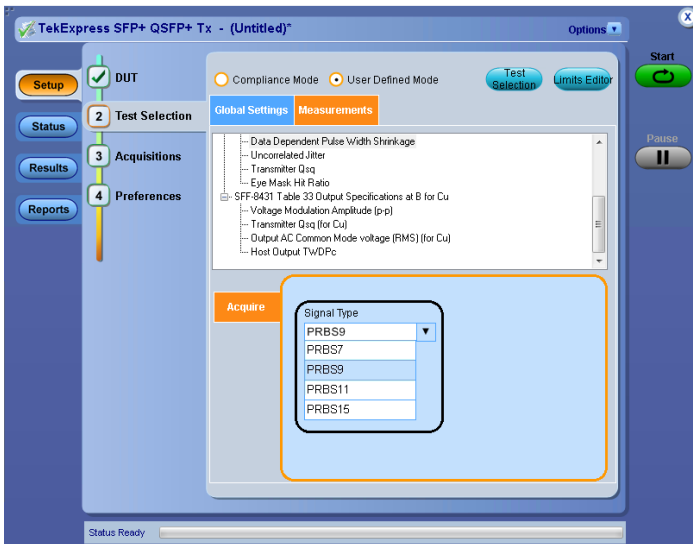 TekExpress SFP+ QSFP+ Tx - (Untitled)*
Options
Start
Pause
Setup
Status
Results
Reports
DUT
2 Test Selection
3 Acquisitions
4 Preferences
Compliance Mode
User Defined Mode
Test Selection
Limits Editor
Global Settings
Measurements
Data Dependent Pulse Width Shrinkage
Uncorrelated Jitter
Transmitter Qsq
Eye Mask Hit Ratio
SFF-8431 Table 33 Output Specifications at B for Cu
Voltage Modulation Amplitude (p-p)
Transmitter Qsq (for Cu)
Output AC Common Mode voltage (RMS) (for Cu)
Host Output TWDPc
Acquire
Signal Type
PRBS9
PRBS7
PRBS9
PRBS11
PRBS15
Status Ready